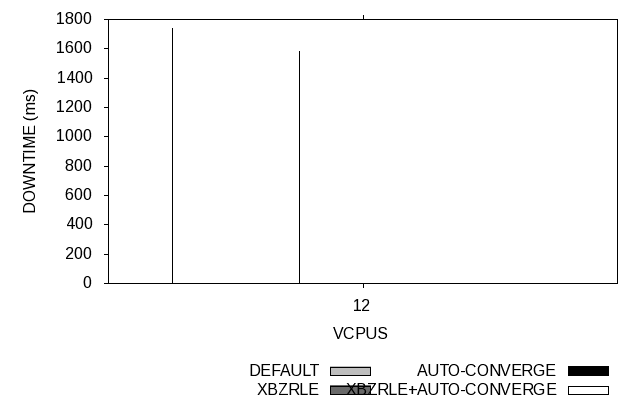 1800
1600
1400
1200
1000
800
600
400
200
0
DOWNTIME (ms)
12
VCPUS
DEFAULT
AUTO-CONVERGE
XBZRLE
XBZRLE+AUTO-CONVERGE